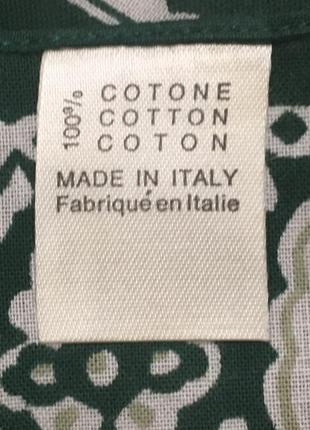 100% COTONE
COTTON
COTON
MADE IN ITALY
Fabriqué en Italie